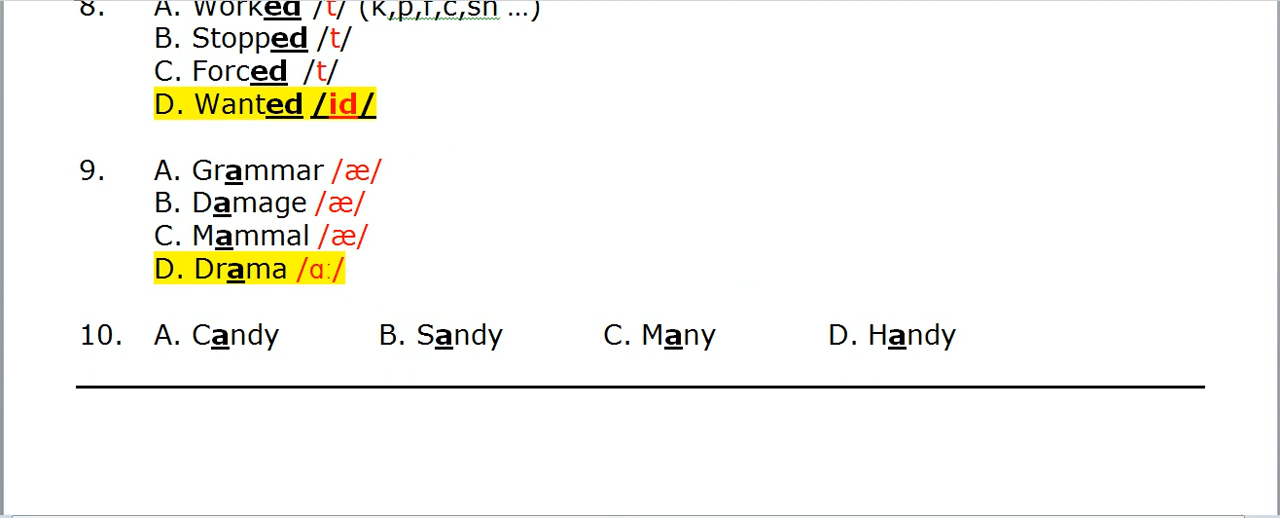 8. A. Worked /t/ (k,p,f,c,sh ...)
B. Stopped /t/
C. Forced /t/
D. Wanted /id/
9. A. Grammar /æ/
B. Damage /æ/
C. Mammal /æ/
D. Drama /ɑː/
10. A. Candy B. Sandy C. Many D. Handy